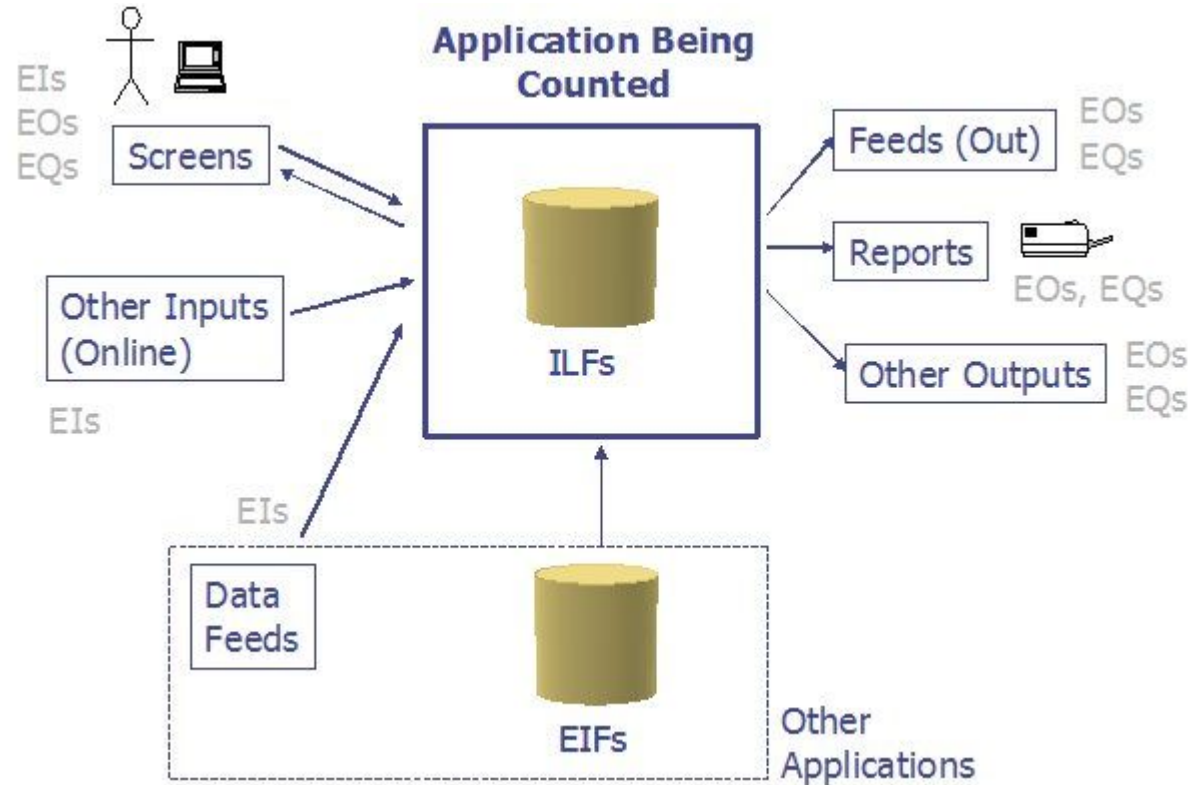 Application Being
Counted
EIs
EOs
EQs
Screens
Other Inputs
(Online)
EIs
ILFs
Feeds (Out)
EOs
EQs
Reports
EOs, EQs
Other Outputs
EOs
EQs
EIs
Data
Feeds
EIFs
Other
Applications